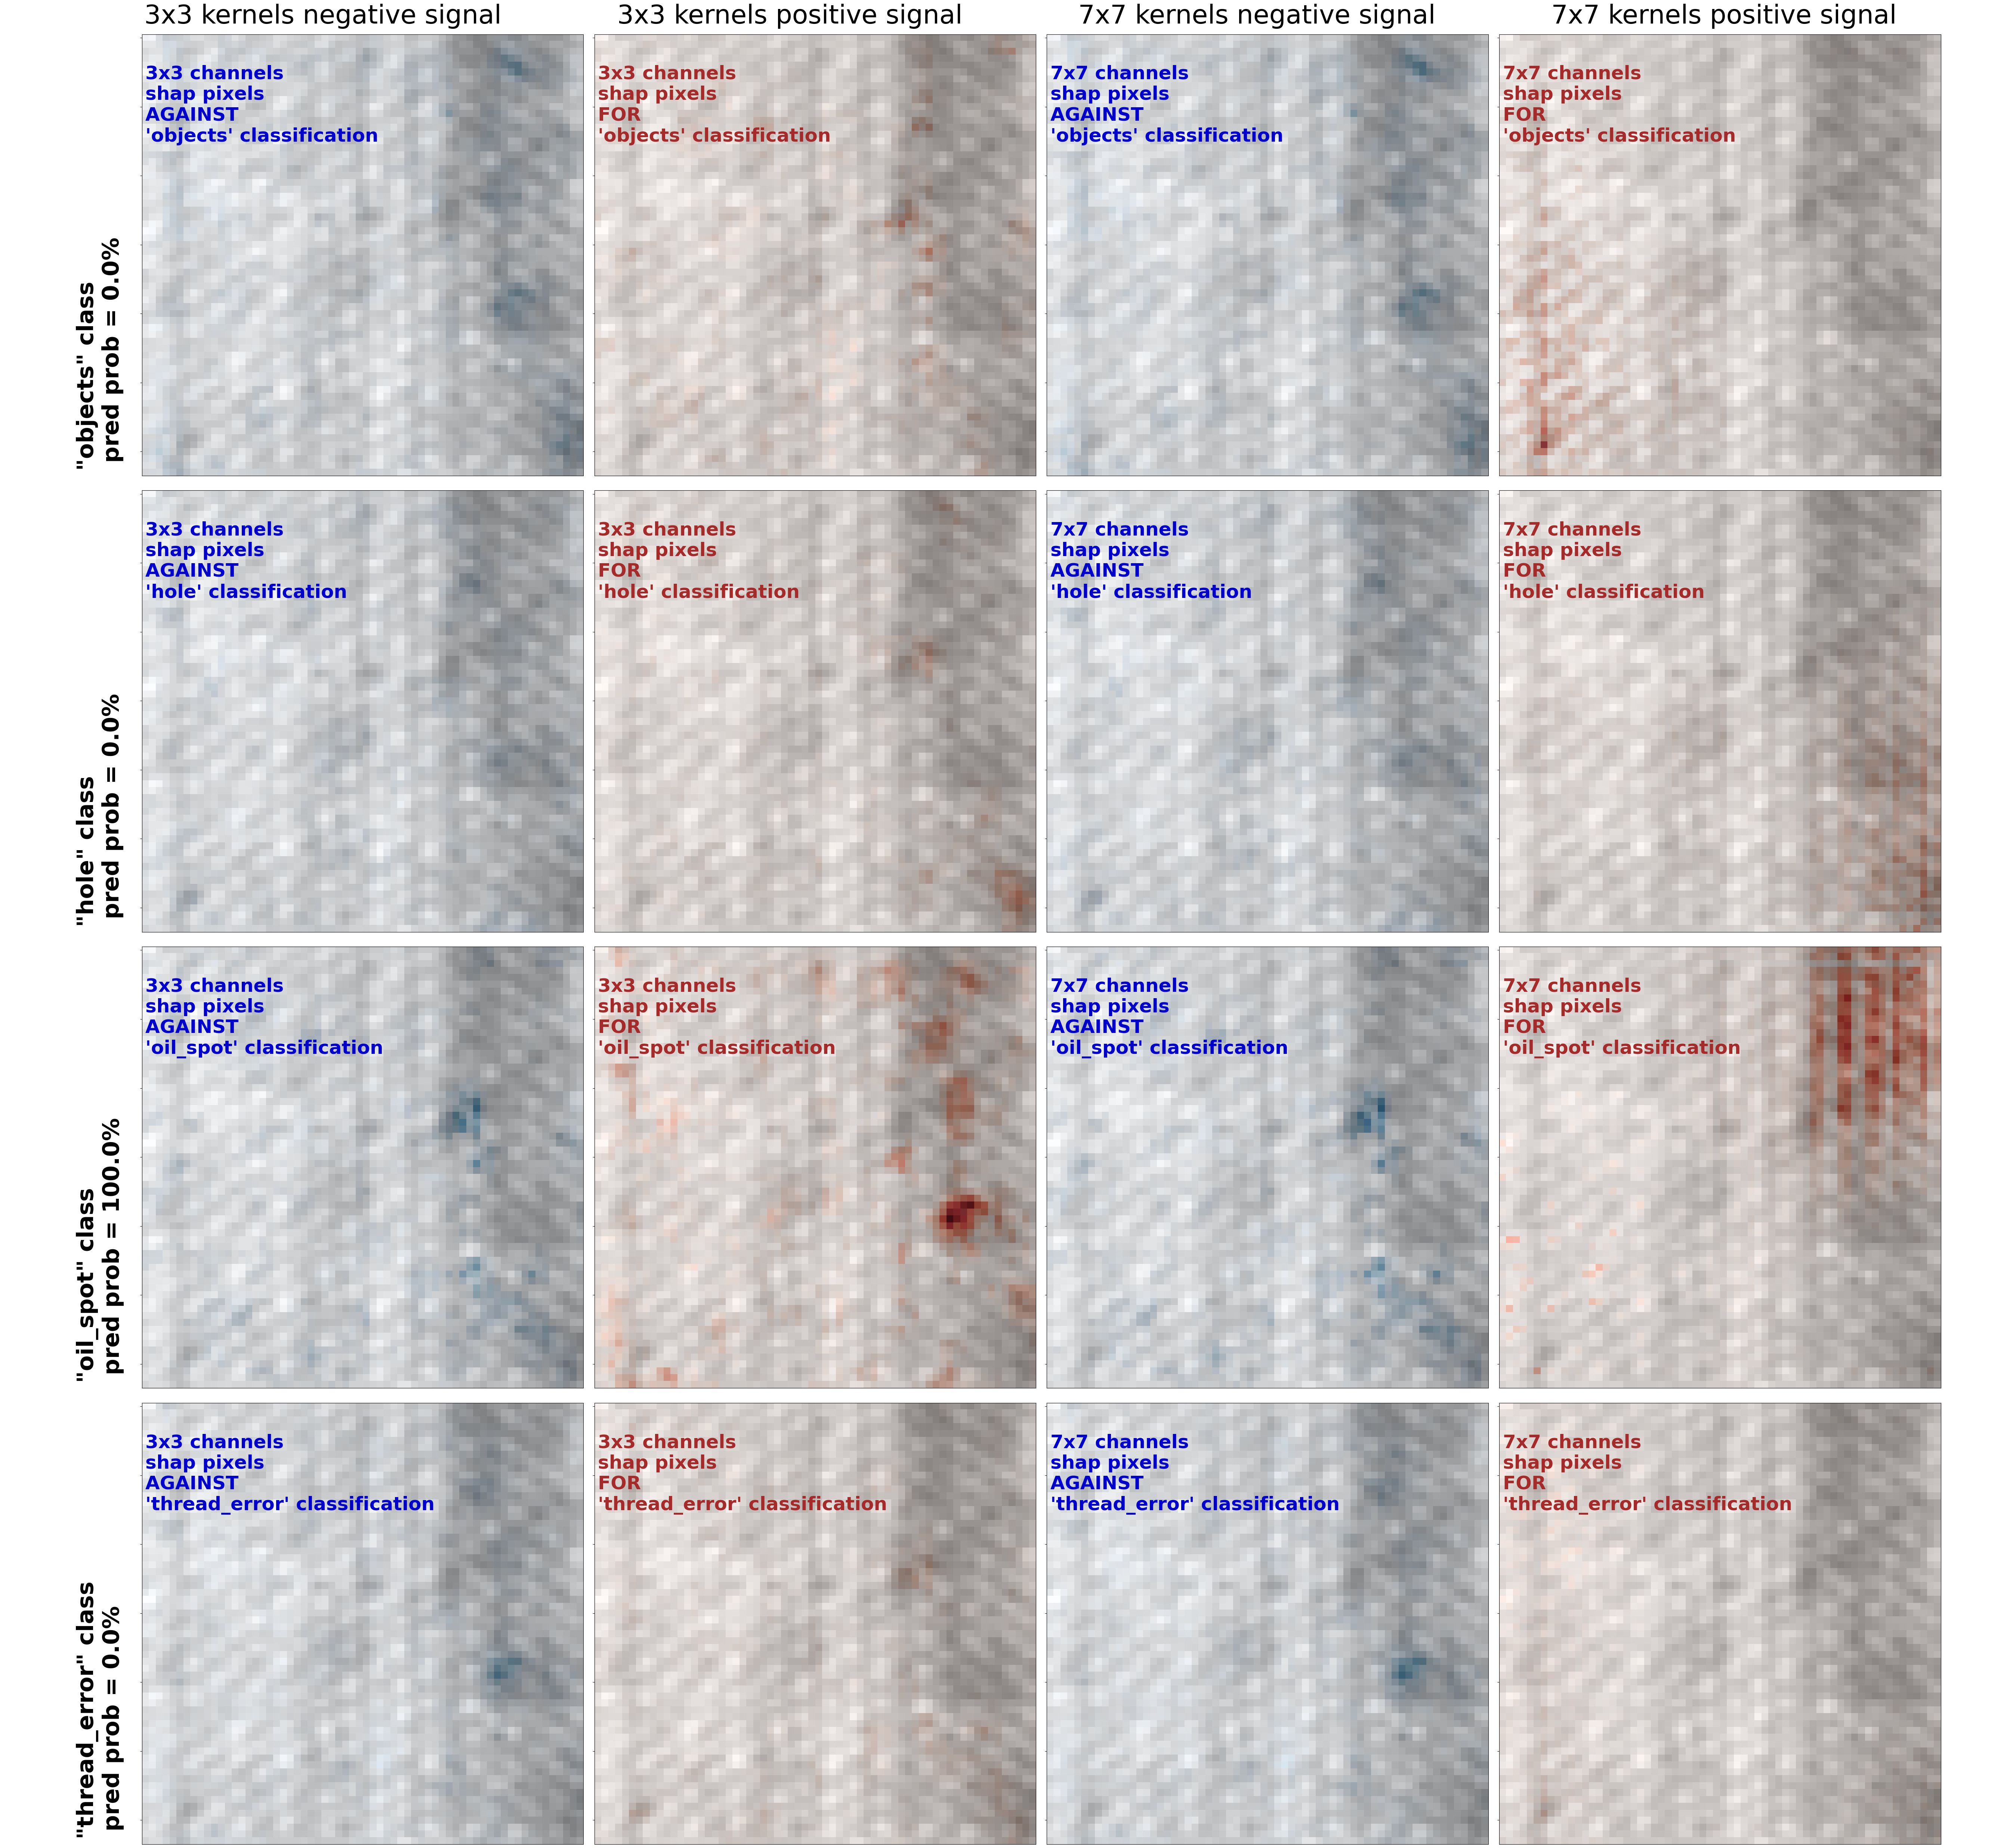 3x3 kernels negative signal
3x3 kernels positive signal
7x7 kernels negative signal
7x7 kernels positive signal
"objects" class
pred prob = 0.0%
3x3 channels
shap pixels
AGAINST
'objects' classification
3x3 channels
shap pixels
FOR
'objects' classification
7x7 channels
shap pixels
AGAINST
'objects' classification
7x7 channels
shap pixels
FOR
'objects' classification
"hole" class
pred prob = 0.0%
3x3 channels
shap pixels
AGAINST
'hole' classification
3x3 channels
shap pixels
FOR
'hole' classification
7x7 channels
shap pixels
AGAINST
'hole' classification
7x7 channels
shap pixels
FOR
'hole' classification
"oil_spot" class
pred prob = 100.0%
3x3 channels
shap pixels
AGAINST
'oil_spot' classification
3x3 channels
shap pixels
FOR
'oil_spot' classification
7x7 channels
shap pixels
AGAINST
'oil_spot' classification
7x7 channels
shap pixels
FOR
'oil_spot' classification
"thread_error" class
pred prob = 0.0%
3x3 channels
shap pixels
AGAINST
'thread_error' classification
3x3 channels
shap pixels
FOR
'thread_error' classification
7x7 channels
shap pixels
AGAINST
'thread_error' classification
7x7 channels
shap pixels
FOR
'thread_error' classification